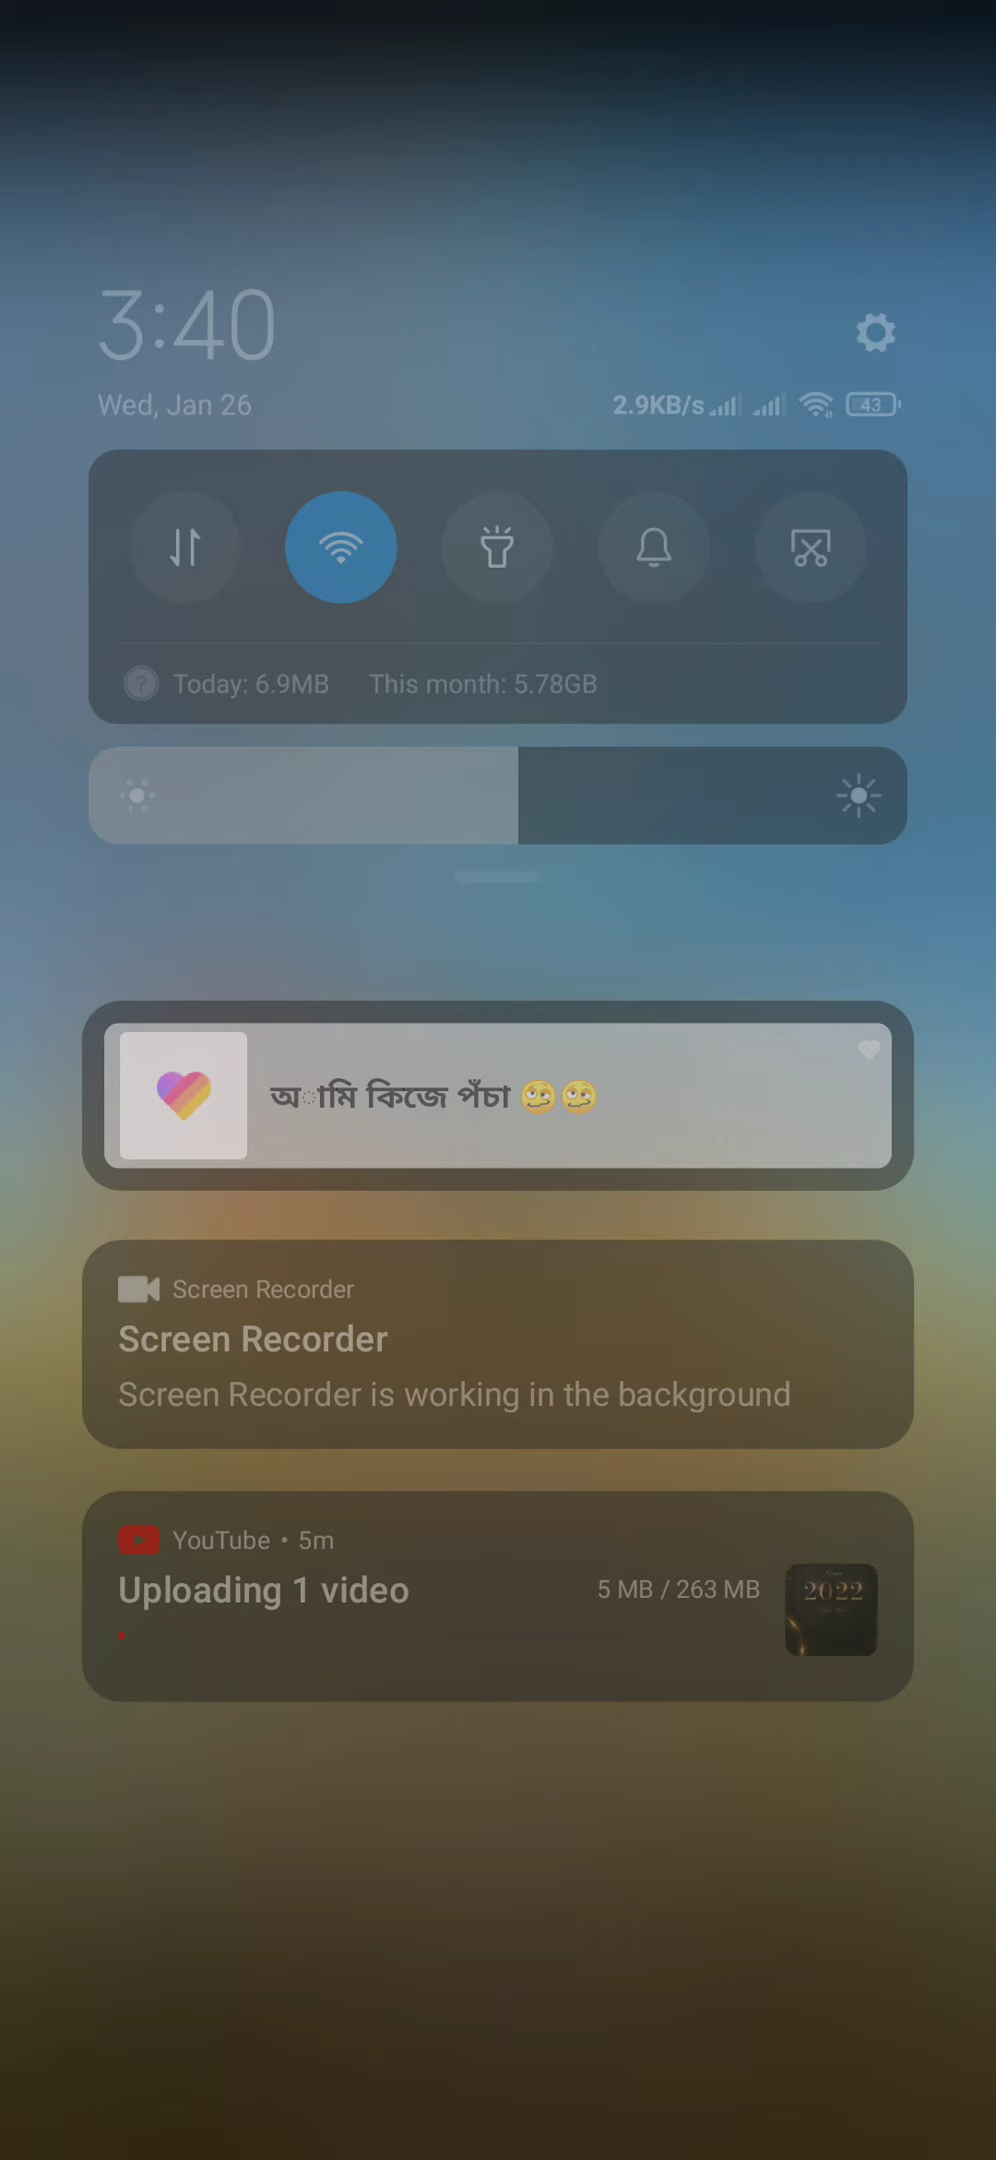 3:40
Wed, Jan 26
2.9KB/s 43
Today: 6.9MB This month: 5.78GB
অামি কিজে পঁচা 🥴🥴
Screen Recorder
Screen Recorder
Screen Recorder is working in the background
YouTube • 5m
Uploading 1 video 5 MB / 263 MB
2022